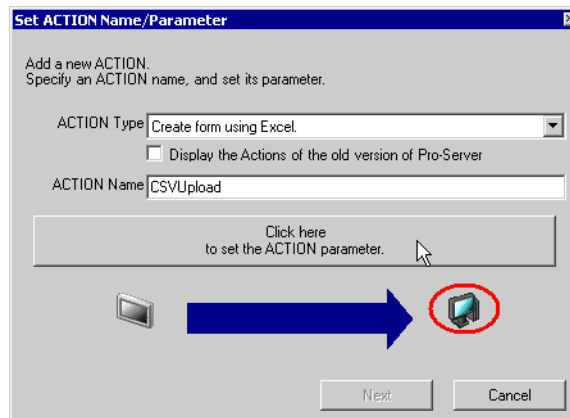 Set ACTION Name/Parameter
Add a new ACTION.
Specify an ACTION name, and set its parameter.
ACTION Type Create form using Excel.
Display the Actions of the old version of Pro-Server
ACTION Name CSVUpload
Click here
to set the ACTION parameter.
Next Cancel